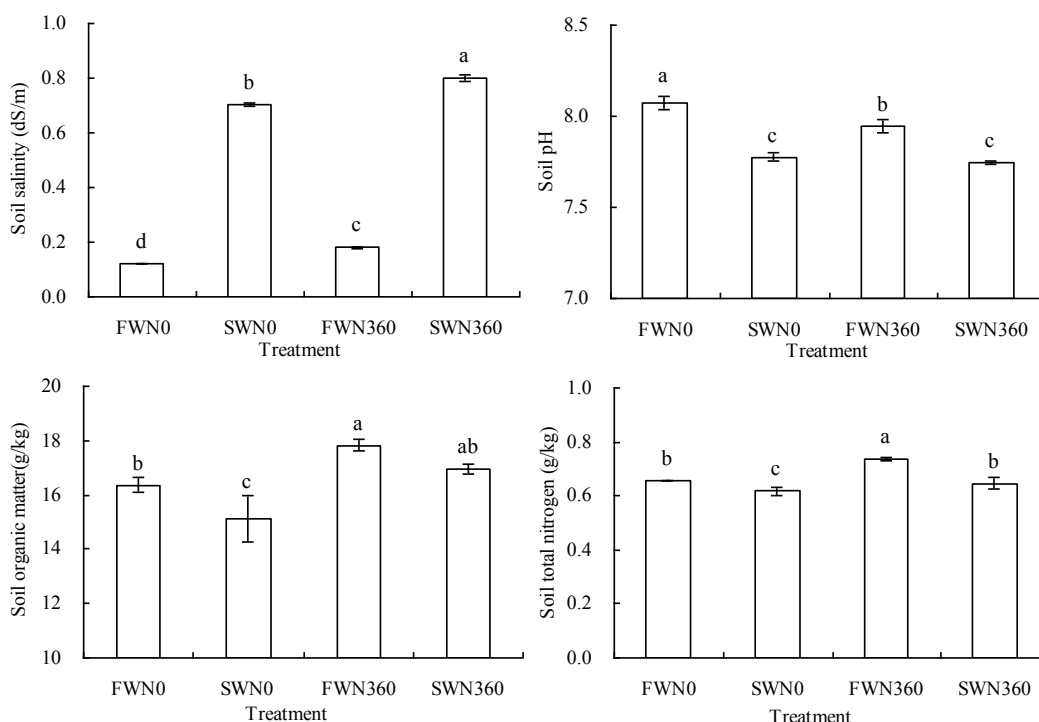 Soil salinity (dS/m)
1.0
0.8
0.6
0.4
0.2
0.0
d
b
c
a
FWN0 SWN0 FWN360 SWN360
Treatment
Soil pH
8.5
8.0
7.5
7.0
a
c
b
c
FWN0 SWN0 FWN360 SWN360
Treatment
Soil organic matter(g/kg)
20
18
16
14
12
10
b
c
a
ab
FWN0 SWN0 FWN360 SWN360
Treatment
Soil total nitrogen (g/kg)
1.0
0.8
0.6
0.4
0.2
0.0
b
c
a
b
FWN0 SWN0 FWN360 SWN360
Treatment